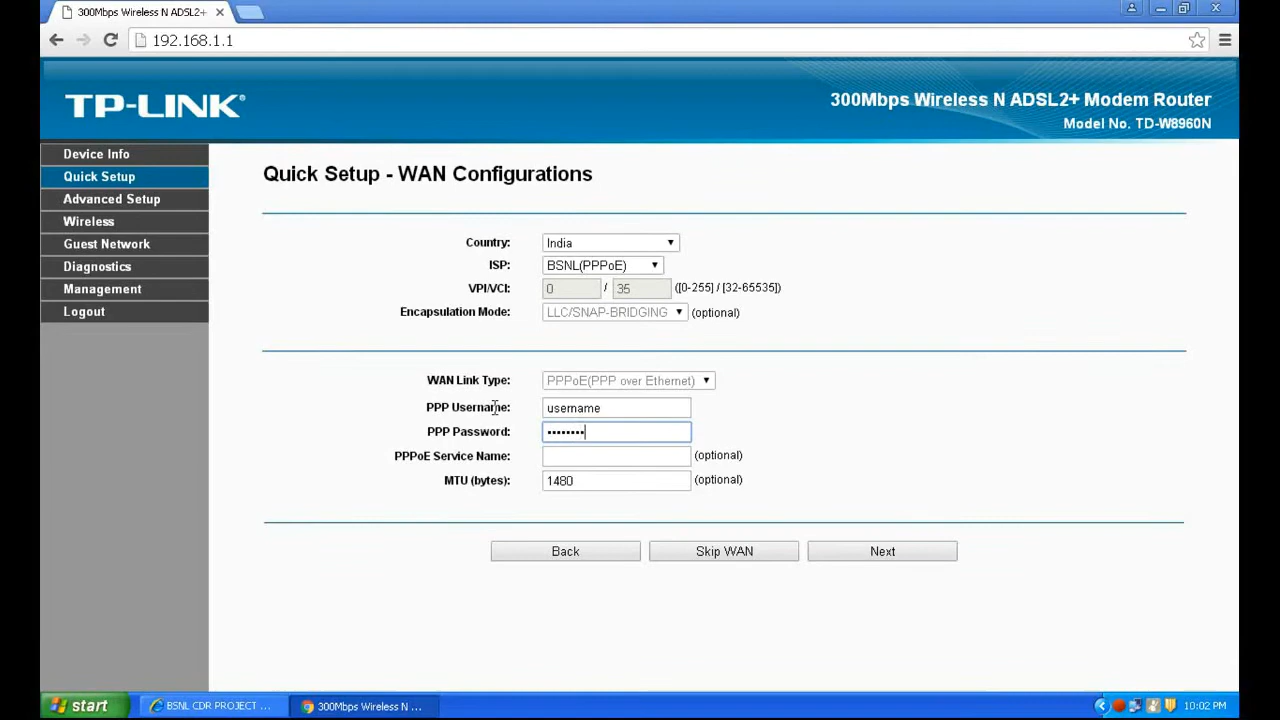 300Mbps Wireless N ADSL2+
192.168.1.1
TP-LINK®
300Mbps Wireless N ADSL2+ Modem Router
Model No. TD-W8960N
Device Info
Quick Setup
Advanced Setup
Wireless
Guest Network
Diagnostics
Management
Logout
Quick Setup - WAN Configurations
Country: India
ISP: BSNL(PPPoE)
VPI/VCI: 0 / 35 ([0-255] / [32-65535])
Encapsulation Mode: LLC/SNAP-BRIDGING (optional)
WAN Link Type: PPPoE(PPP over Ethernet)
PPP Username: username
PPP Password: ••••••••
PPPoE Service Name: (optional)
MTU (bytes): 1480 (optional)
Back Skip WAN Next
start BSNL CDR PROJECT ... 300Mbps Wireless N ... 10:02 PM